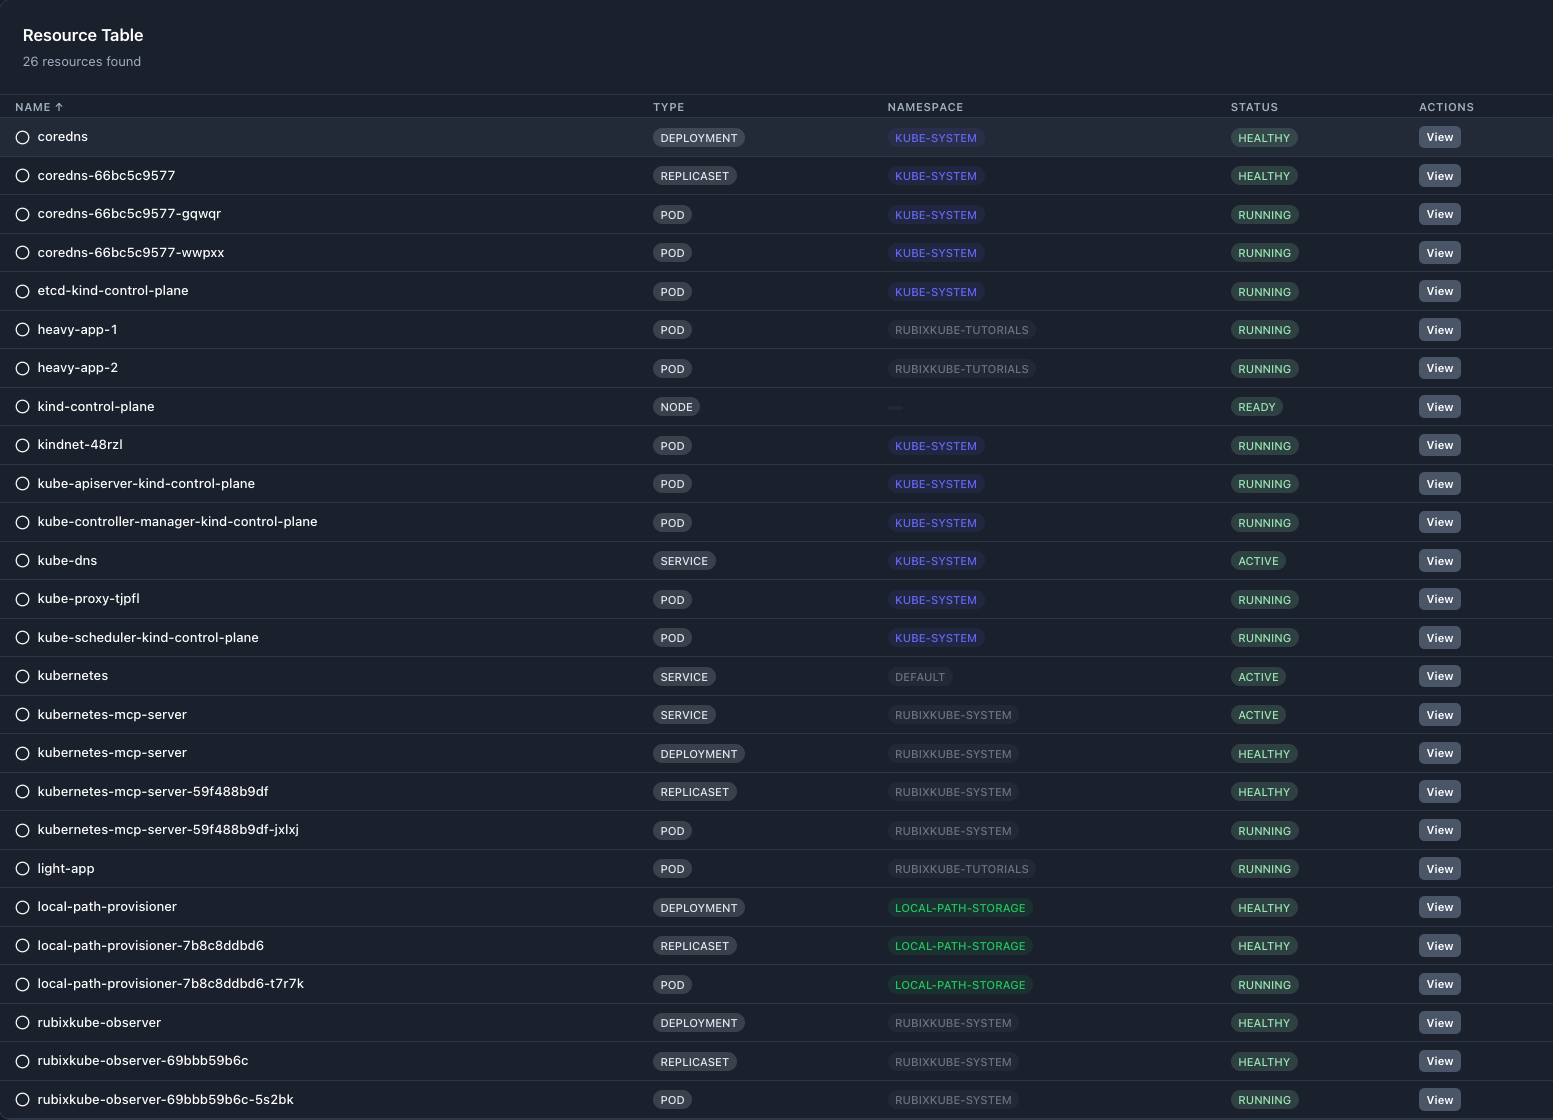 Resource Table
26 resources found
NAME ↑ TYPE NAMESPACE STATUS ACTIONS
coredns DEPLOYMENT KUBE-SYSTEM HEALTHY View
coredns-66bc5c9577 REPLICASET KUBE-SYSTEM HEALTHY View
coredns-66bc5c9577-gqwqr POD KUBE-SYSTEM RUNNING View
coredns-66bc5c9577-wwpxx POD KUBE-SYSTEM RUNNING View
etcd-kind-control-plane POD KUBE-SYSTEM RUNNING View
heavy-app-1 POD RUBIXKUBE-TUTORIALS RUNNING View
heavy-app-2 POD RUBIXKUBE-TUTORIALS RUNNING View
kind-control-plane NODE — READY View
kindnet-48rzl POD KUBE-SYSTEM RUNNING View
kube-apiserver-kind-control-plane POD KUBE-SYSTEM RUNNING View
kube-controller-manager-kind-control-plane POD KUBE-SYSTEM RUNNING View
kube-dns SERVICE KUBE-SYSTEM ACTIVE View
kube-proxy-tjpfl POD KUBE-SYSTEM RUNNING View
kube-scheduler-kind-control-plane POD KUBE-SYSTEM RUNNING View
kubernetes SERVICE DEFAULT ACTIVE View
kubernetes-mcp-server SERVICE RUBIXKUBE-SYSTEM ACTIVE View
kubernetes-mcp-server DEPLOYMENT RUBIXKUBE-SYSTEM HEALTHY View
kubernetes-mcp-server-59f488b9df REPLICASET RUBIXKUBE-SYSTEM HEALTHY View
kubernetes-mcp-server-59f488b9df-jxlxj POD RUBIXKUBE-SYSTEM RUNNING View
light-app POD RUBIXKUBE-TUTORIALS RUNNING View
local-path-provisioner DEPLOYMENT LOCAL-PATH-STORAGE HEALTHY View
local-path-provisioner-7b8c8ddbd6 REPLICASET LOCAL-PATH-STORAGE HEALTHY View
local-path-provisioner-7b8c8ddbd6-t7r7k POD LOCAL-PATH-STORAGE RUNNING View
rubixkube-observer DEPLOYMENT RUBIXKUBE-SYSTEM HEALTHY View
rubixkube-observer-69bbb59b6c REPLICASET RUBIXKUBE-SYSTEM HEALTHY View
rubixkube-observer-69bbb59b6c-5s2bk POD RUBIXKUBE-SYSTEM RUNNING View